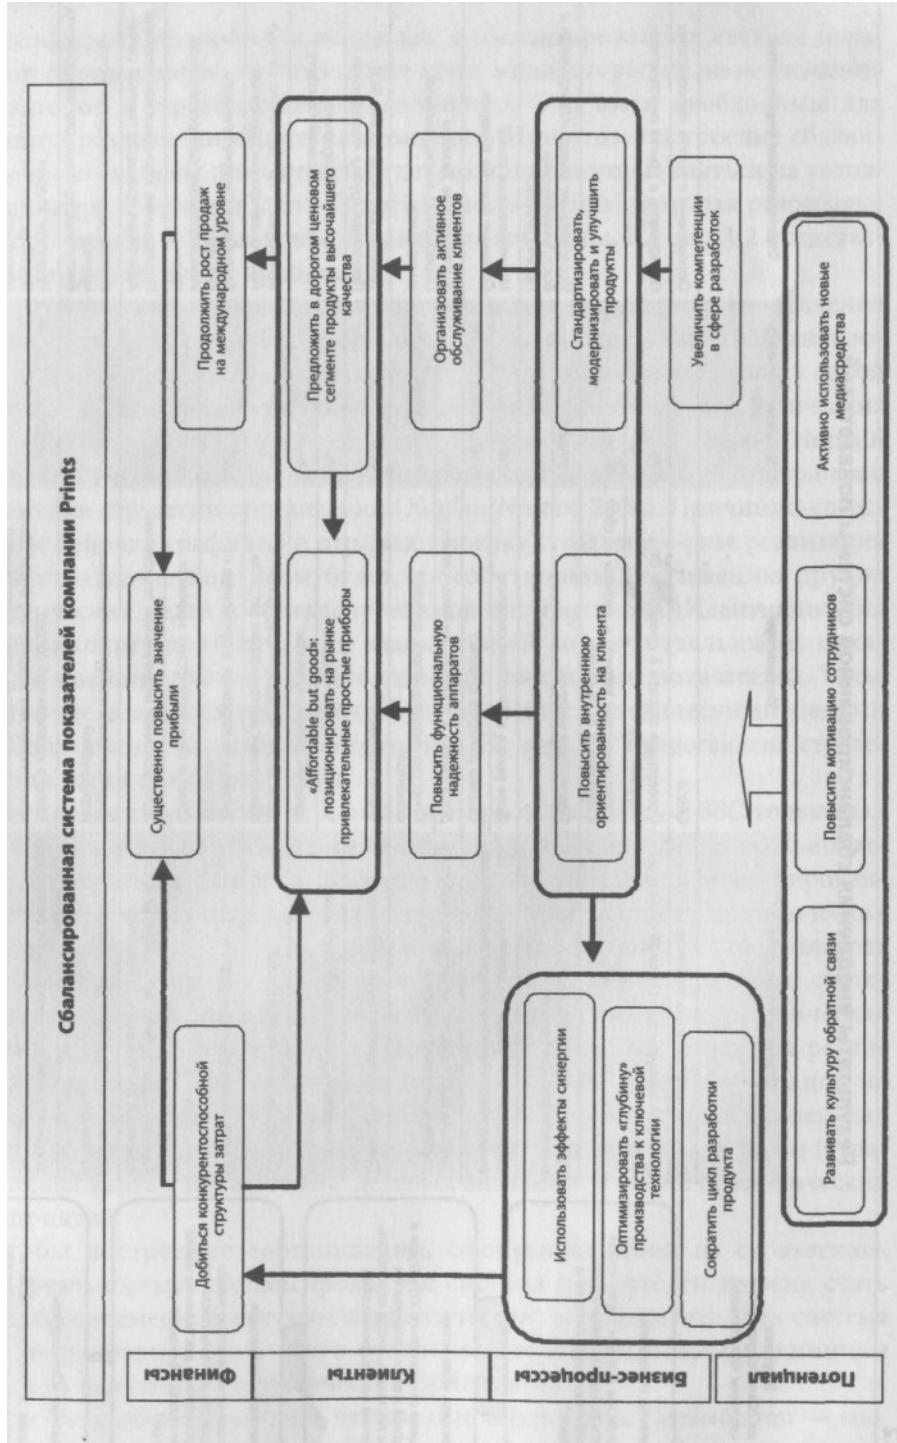 Сбалансированная система показателей компании Prints
Финансы
Добиться конкурентоспособной
структуры затрат
Существенно повысить значение
прибыли
Продолжить рост продаж
на международном уровне
Клиенты
«Affordable but good»:
позиционировать на рынке
привлекательные простые приборы
Предложить в дорогом ценовом
сегменте продукты высочайшего
качества
Повысить функциональную
надежность аппаратов
Организовать активное
обслуживание клиентов
Бизнес-процессы
Использовать эффекты синергии
Оптимизировать «глубину»
производства к ключевой
технологии
Сократить цикл разработки
продукта
Повысить внутреннюю
ориентированность на клиента
Стандартизировать,
модернизировать и улучшить
продукты
Увеличить компетенции
в сфере разработок
Потенциал
Развивать культуру обратной связи
Повысить мотивацию сотрудников
Активно использовать новые
медиасредства